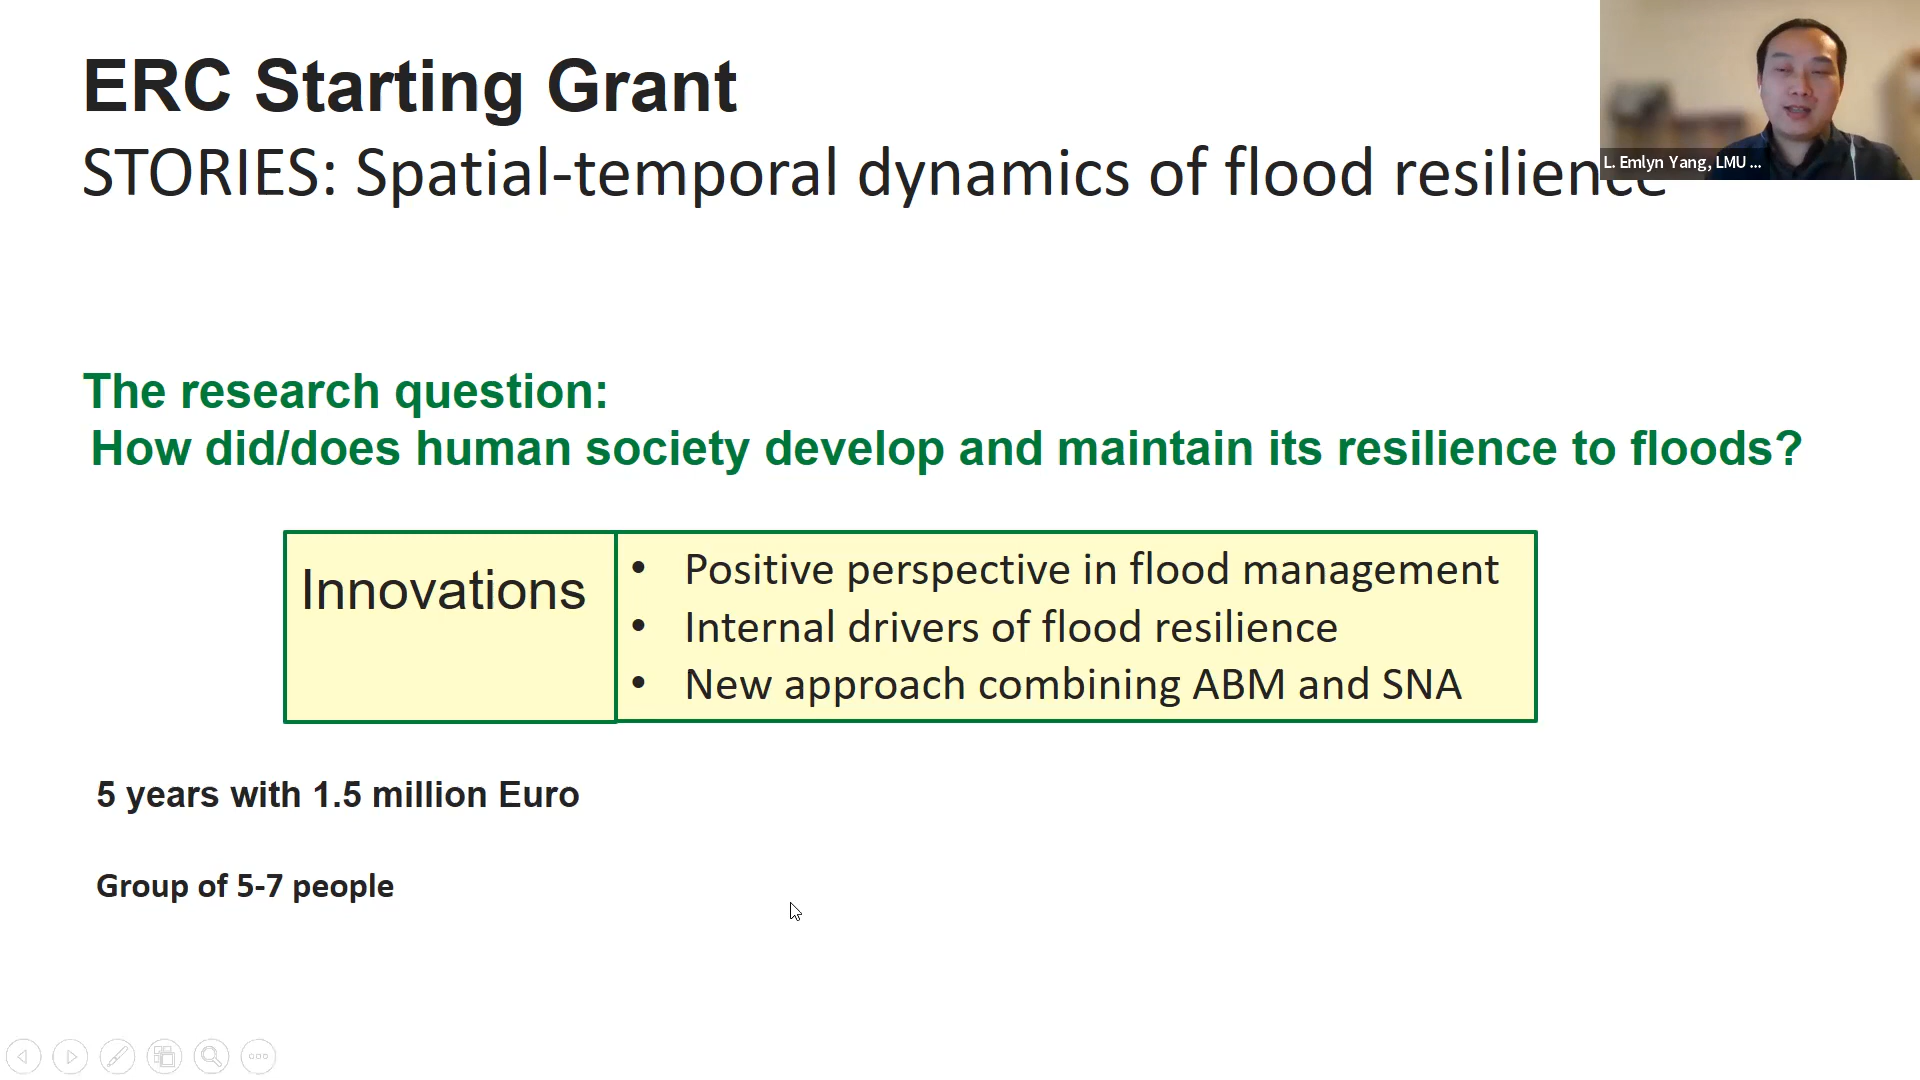 ERC Starting Grant
STORIES: Spatial-temporal dynamics of flood resilience
L. Emlyn Yang, LMU ...
The research question:
How did/does human society develop and maintain its resilience to floods?
Innovations
• Positive perspective in flood management
• Internal drivers of flood resilience
• New approach combining ABM and SNA
5 years with 1.5 million Euro
Group of 5-7 people